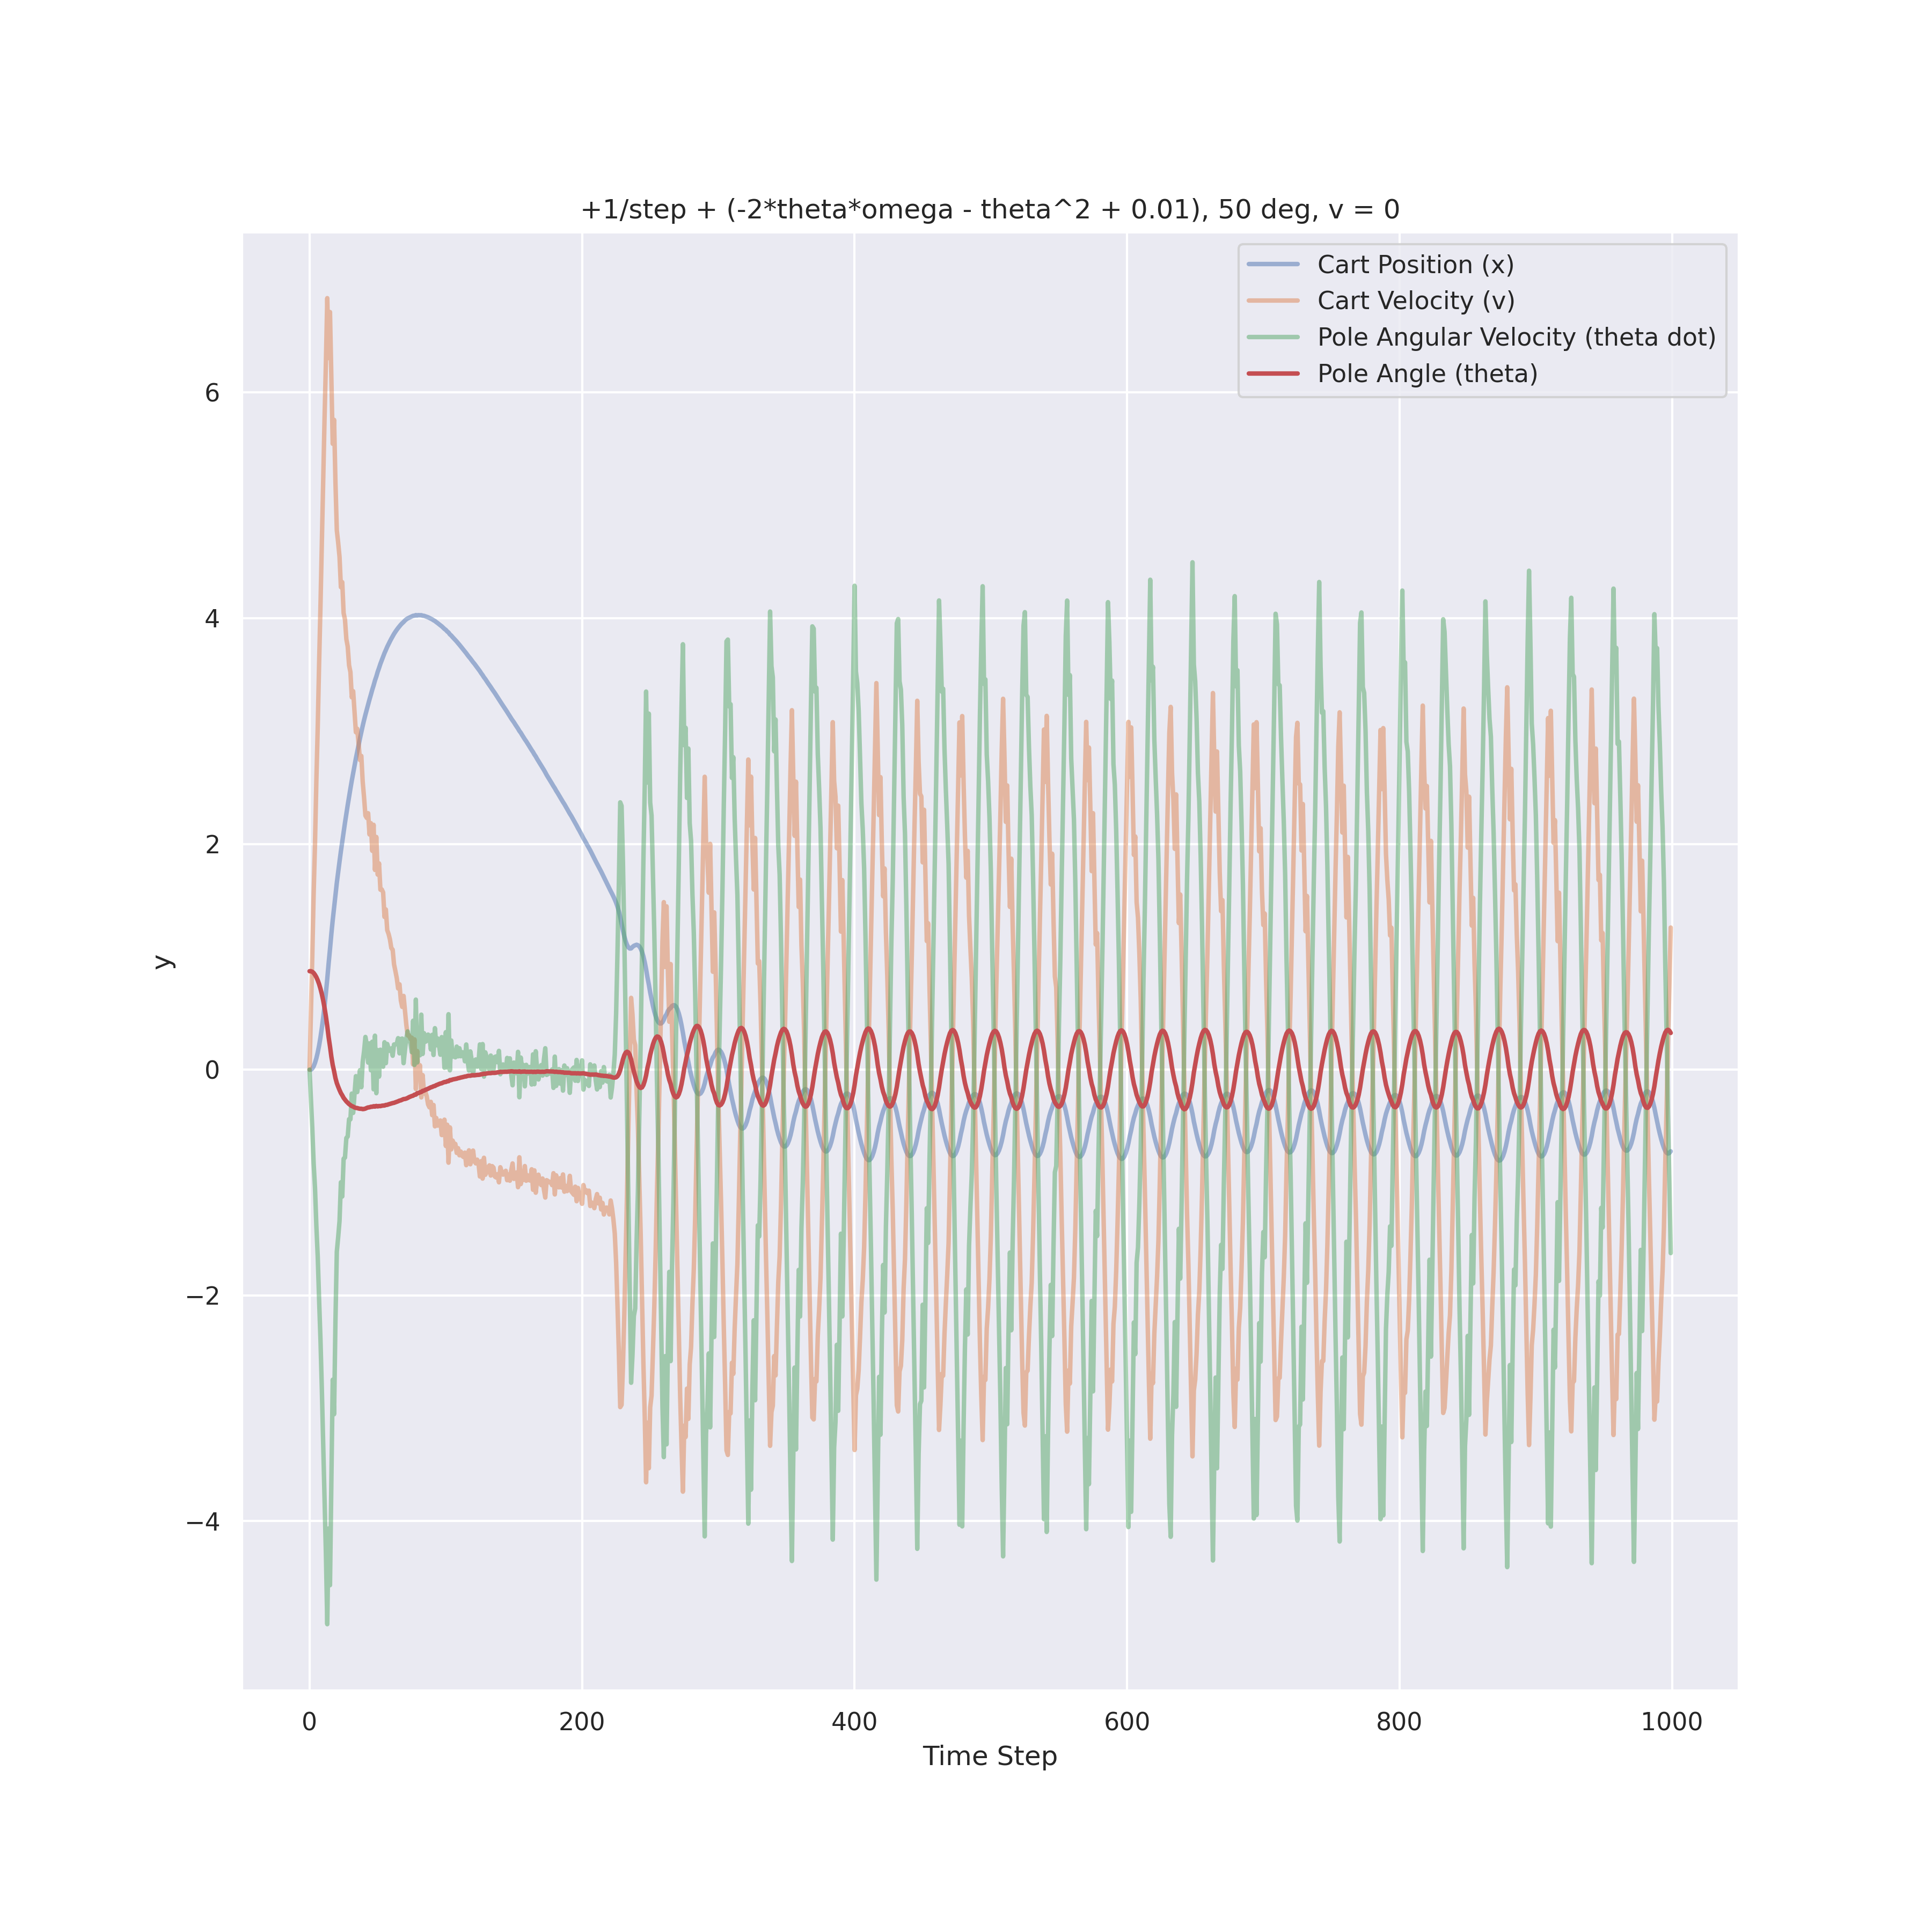 +1/step + (-2*theta*omega - theta^2 + 0.01), 50 deg, v = 0
Cart Position (x)
Cart Velocity (v)
Pole Angular Velocity (theta dot)
Pole Angle (theta)
6
4
2
0
−2
−4
y
0
200
400
600
800
1000
Time Step